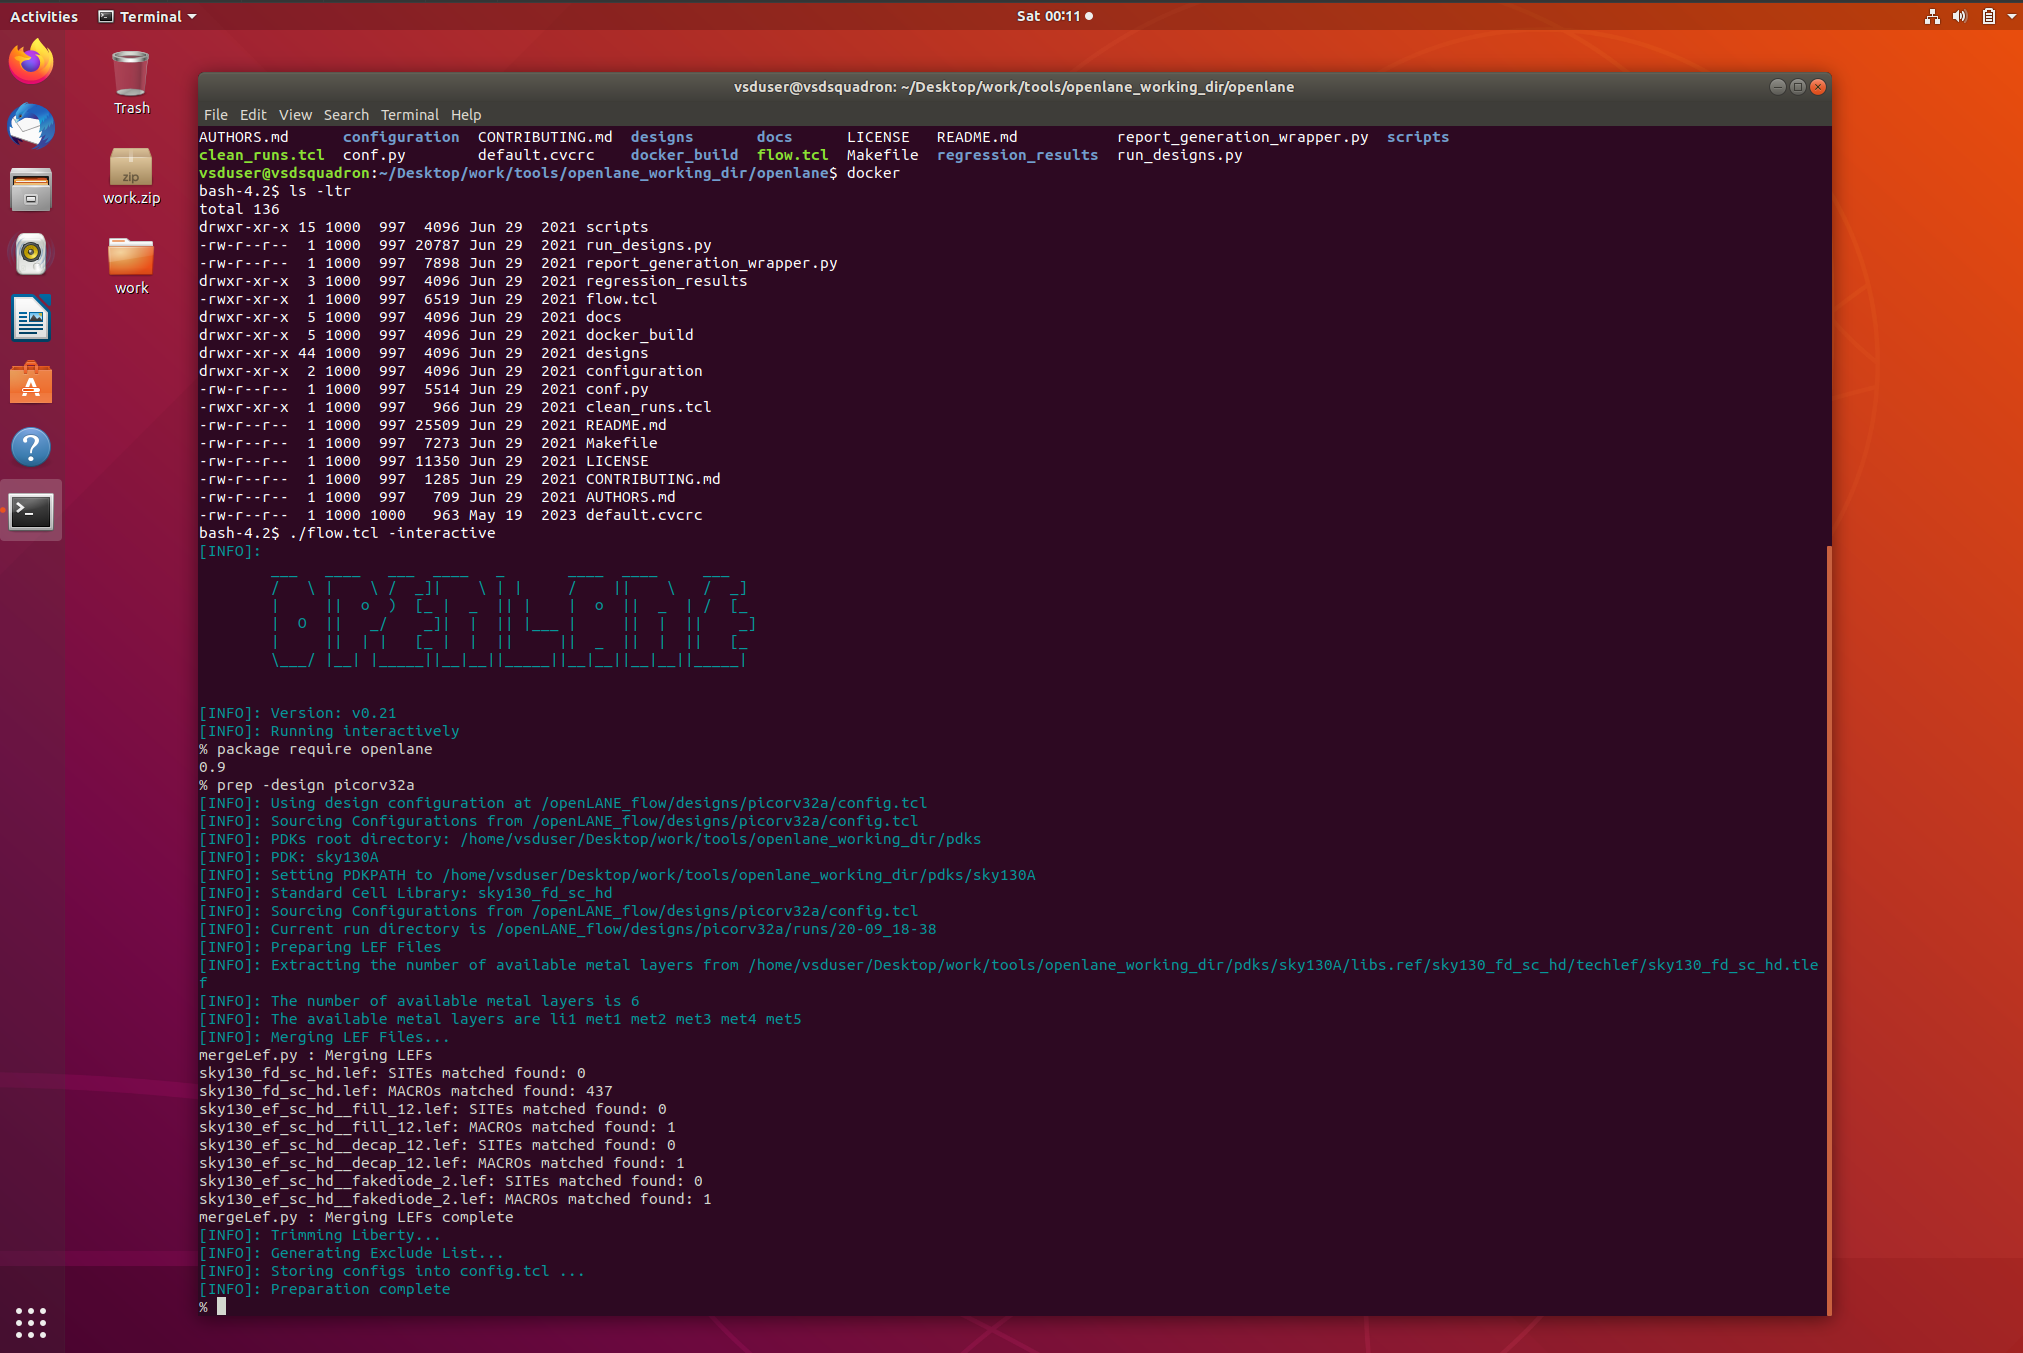 Activities Terminal Sat 00:11
Trash
zip
work.zip
work
vsduser@vsdsquadron: ~/Desktop/work/tools/openlane_working_dir/openlane
File Edit View Search Terminal Help
AUTHORS.md configuration CONTRIBUTING.md designs docs LICENSE README.md report_generation_wrapper.py scripts
clean_runs.tcl conf.py default.cvcrc docker_build flow.tcl Makefile regression_results run_designs.py
vsduser@vsdsquadron:~/Desktop/work/tools/openlane_working_dir/openlane$ docker
bash-4.2$ ls -ltr
total 136
drwxr-xr-x 15 1000 997 4096 Jun 29 2021 scripts
-rw-r--r-- 1 1000 997 20787 Jun 29 2021 run_designs.py
-rw-r--r-- 1 1000 997 7898 Jun 29 2021 report_generation_wrapper.py
drwxr-xr-x 3 1000 997 4096 Jun 29 2021 regression_results
-rwxr-xr-x 1 1000 997 6519 Jun 29 2021 flow.tcl
drwxr-xr-x 5 1000 997 4096 Jun 29 2021 docs
drwxr-xr-x 5 1000 997 4096 Jun 29 2021 docker_build
drwxr-xr-x 44 1000 997 4096 Jun 29 2021 designs
drwxr-xr-x 2 1000 997 4096 Jun 29 2021 configuration
-rw-r--r-- 1 1000 997 5514 Jun 29 2021 conf.py
-rwxr-xr-x 1 1000 997 966 Jun 29 2021 clean_runs.tcl
-rw-r--r-- 1 1000 997 25509 Jun 29 2021 README.md
-rw-r--r-- 1 1000 997 7273 Jun 29 2021 Makefile
-rw-r--r-- 1 1000 997 11350 Jun 29 2021 LICENSE
-rw-r--r-- 1 1000 997 1285 Jun 29 2021 CONTRIBUTING.md
-rw-r--r-- 1 1000 997 709 Jun 29 2021 AUTHORS.md
-rw-r--r-- 1 1000 1000 963 May 19 2023 default.cvcrc
bash-4.2$ ./flow.tcl -interactive
[INFO]:
OPENLANE
[INFO]: Version: v0.21
[INFO]: Running interactively
% package require openlane
0.9
% prep -design picorv32a
[INFO]: Using design configuration at /openLANE_flow/designs/picorv32a/config.tcl
[INFO]: Sourcing Configurations from /openLANE_flow/designs/picorv32a/config.tcl
[INFO]: PDKs root directory: /home/vsduser/Desktop/work/tools/openlane_working_dir/pdks
[INFO]: PDK: sky130A
[INFO]: Setting PDKPATH to /home/vsduser/Desktop/work/tools/openlane_working_dir/pdks/sky130A
[INFO]: Standard Cell Library: sky130_fd_sc_hd
[INFO]: Sourcing Configurations from /openLANE_flow/designs/picorv32a/config.tcl
[INFO]: Current run directory is /openLANE_flow/designs/picorv32a/runs/20-09_18-38
[INFO]: Preparing LEF Files
[INFO]: Extracting the number of available metal layers from /home/vsduser/Desktop/work/tools/openlane_working_dir/pdks/sky130A/libs.ref/sky130_fd_sc_hd/techlef/sky130_fd_sc_hd.tle
f
[INFO]: The number of available metal layers is 6
[INFO]: The available metal layers are li1 met1 met2 met3 met4 met5
[INFO]: Merging LEF Files...
mergeLef.py : Merging LEFs
sky130_fd_sc_hd.lef: SITEs matched found: 0
sky130_fd_sc_hd.lef: MACROs matched found: 437
sky130_ef_sc_hd__fill_12.lef: SITEs matched found: 0
sky130_ef_sc_hd__fill_12.lef: MACROs matched found: 1
sky130_ef_sc_hd__decap_12.lef: SITEs matched found: 0
sky130_ef_sc_hd__decap_12.lef: MACROs matched found: 1
sky130_ef_sc_hd__fakediode_2.lef: SITEs matched found: 0
sky130_ef_sc_hd__fakediode_2.lef: MACROs matched found: 1
mergeLef.py : Merging LEFs complete
[INFO]: Trimming Liberty...
[INFO]: Generating Exclude List...
[INFO]: Storing configs into config.tcl ...
[INFO]: Preparation complete
%